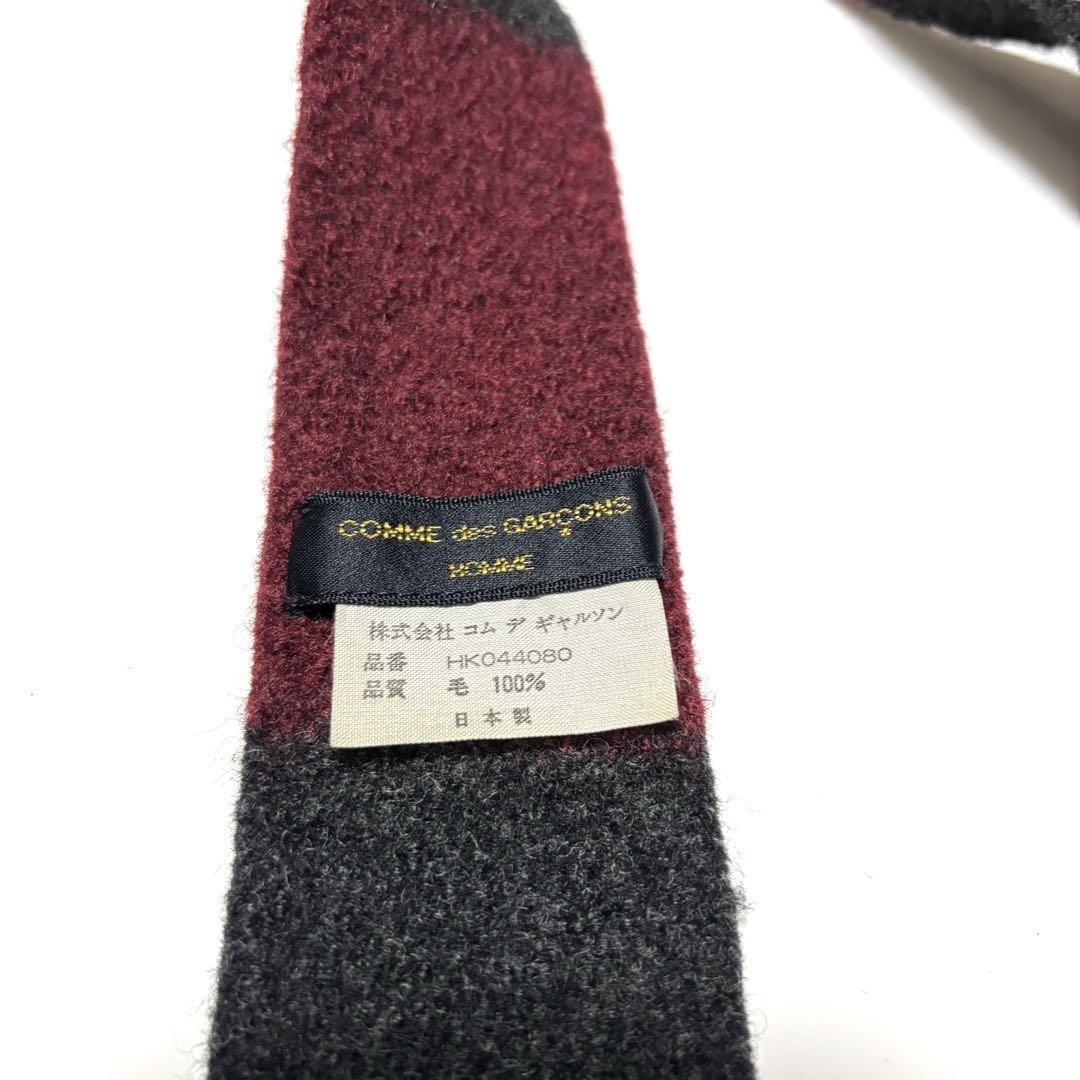 COMME des GARÇONS
HOMME
株式会社 コム デ ギャルソン
品番 HK044080
品質 毛 100%
日本製